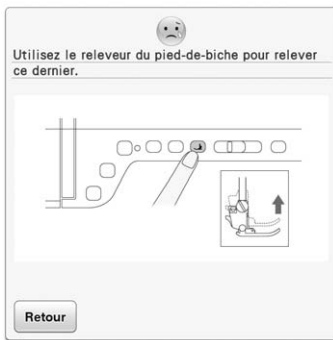 Utilisez le releveur du pied-de-biche pour relever
ce dernier.
Retour